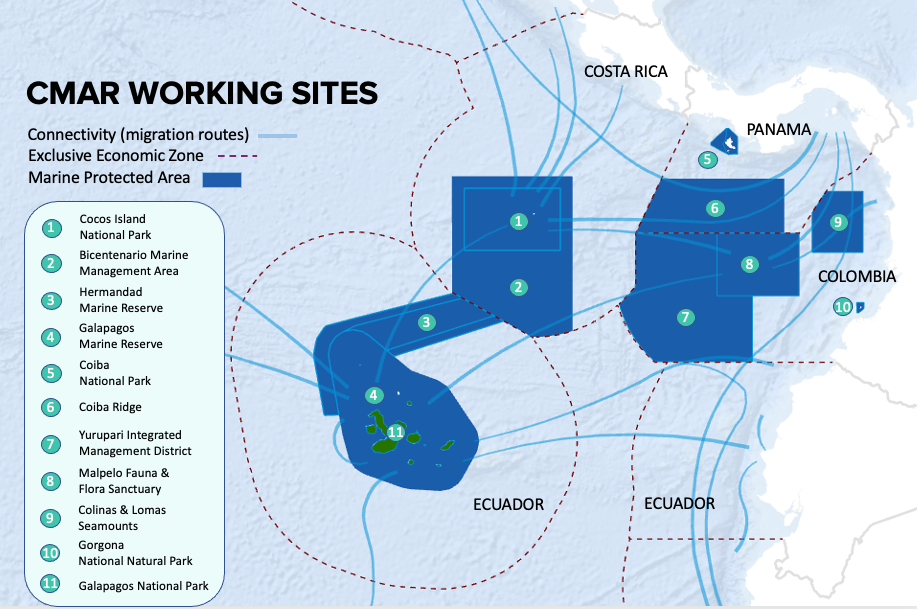 CMAR WORKING SITES
Connectivity (migration routes)
Exclusive Economic Zone
Marine Protected Area
1 Cocos Island
National Park
2 Bicentenario Marine
Management Area
3 Hermandad
Marine Reserve
4 Galapagos
Marine Reserve
5 Coiba
National Park
6 Coiba Ridge
7 Yurupari Integrated
Management District
8 Malpelo Fauna &
Flora Sanctuary
9 Colinas & Lomas
Seamounts
10 Gorgona
National Natural Park
11 Galapagos National Park
COSTA RICA
PANAMA
5
6
1
9
8
COLOMBIA
2
10
7
3
4
11
ECUADOR
ECUADOR